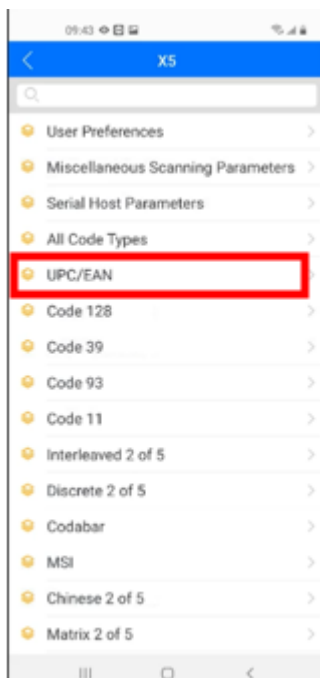 09:43
X5
User Preferences
Miscellaneous Scanning Parameters
Serial Host Parameters
All Code Types
UPC/EAN
Code 128
Code 39
Code 93
Code 11
Interleaved 2 of 5
Discrete 2 of 5
Codabar
MSI
Chinese 2 of 5
Matrix 2 of 5